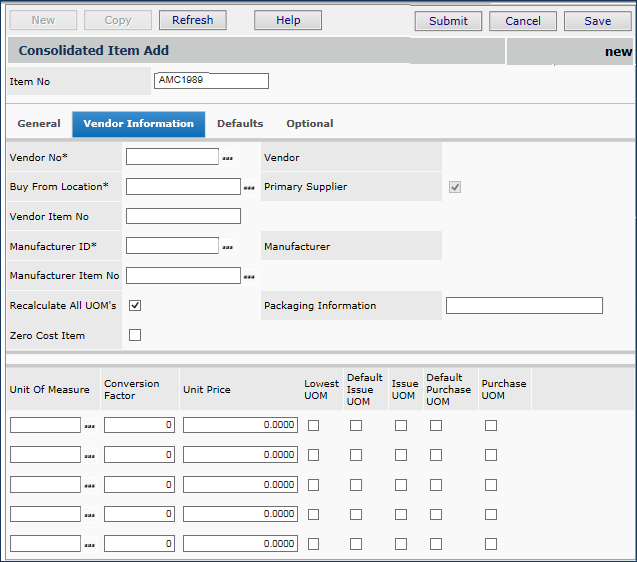 New Copy Refresh Help Submit Cancel Save
Consolidated Item Add new
Item No AMC1989
General Vendor Information Defaults Optional
Vendor No* Vendor
Buy From Location* Primary Supplier
Vendor Item No
Manufacturer ID* Manufacturer
Manufacturer Item No
Recalculate All UOM's Packaging Information
Zero Cost Item
Unit Of Measure Conversion Factor Unit Price Lowest UOM Default Issue UOM Issue UOM Default Purchase UOM Purchase UOM
0 0.0000
0 0.0000
0 0.0000
0 0.0000
0 0.0000